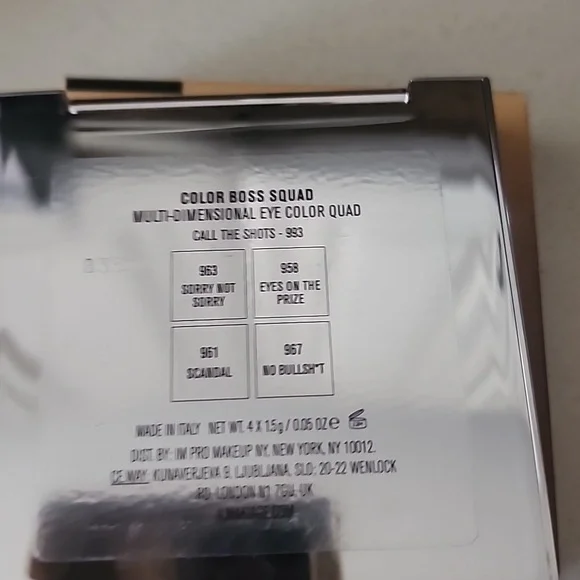 COLOR BOSS SQUAD
MULTI-DIMENSIONAL EYE COLOR QUAD
CALL THE SHOTS - 993
963
SORRY NOT
SORRY
958
EYES ON THE
PRIZE
961
SCANDAL
967
NO BULLSH*T
MADE IN ITALY NET WT. 4 X 1.5g / 0.05 OZ e
DIST. BY: IM PRO MAKEUP NY, NEW YORK, NY 10012.
CE.WAY: KUNAVERJEVA 9, LJUBLJANA, SLO; 20-22 WENLOCK
RD, LONDON N1 7GU, UK